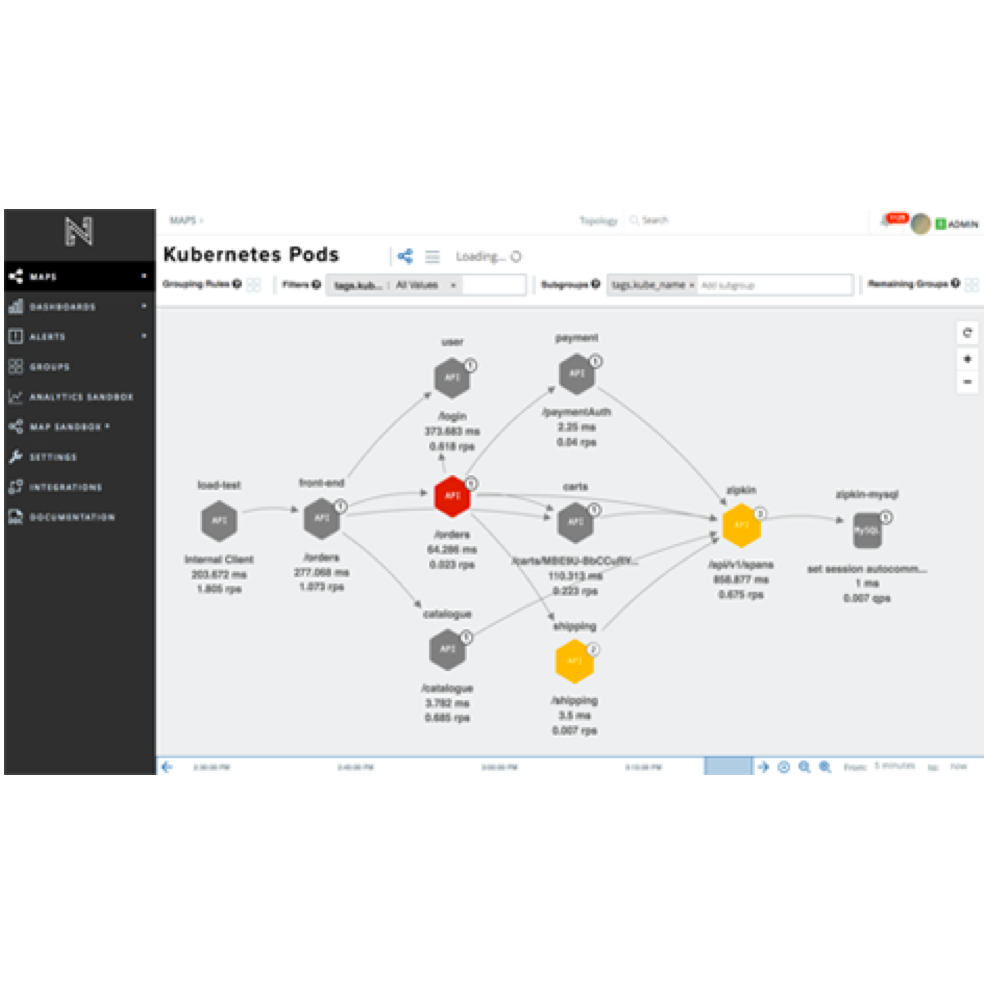 MAPS ›
Topology
Search
ADMIN
Kubernetes Pods
Loading...
Grouping Rules
Filters
tags.kub... : All Values ×
Subgroups
tags.kube_name × Add subgroup
Remaining Groups
MAPS
DASHBOARDS
ALERTS
GROUPS
ANALYTICS SANDBOX
MAP SANDBOX
SETTINGS
INTEGRATIONS
DOCUMENTATION
user
API
1
/login
373.683 ms
0.618 rps
payment
API
1
/paymentAuth
2.25 ms
0.04 rps
load-test
API
Internal Client
203.672 ms
1.805 rps
front-end
API
1
/orders
277.068 ms
1.073 rps
API
/orders
64.286 ms
0.023 rps
carts
API
1
110.313 ms
0.223 rps
zipkin
API
/api/v1/spans
858.877 ms
0.675 rps
zipkin-mysql
MySQL
set session autocomm...
1 ms
0.007 qps
catalogue
API
/catalogue
3.782 ms
0.685 rps
shipping
API
2
/shipping
3.5 ms
0.007 rps
2:30:00 PM
2:45:00 PM
3:00:00 PM
3:15:00 PM
From: 5 minutes to: now